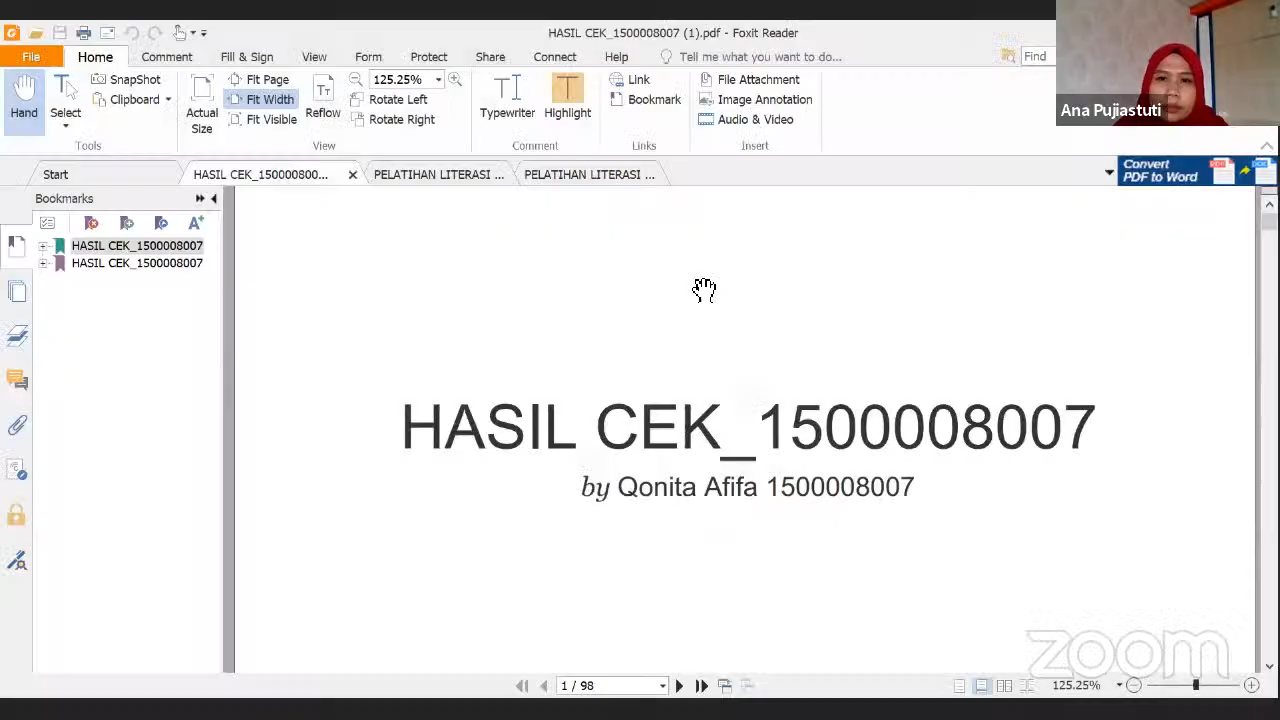 HASIL CEK_1500008007 (1).pdf - Foxit Reader
File Home Comment Fill & Sign View Form Protect Share Connect Help Tell me what you want to do... Find
Hand
Select
SnapShot
Clipboard
Actual Size
Fit Page
Fit Width
Fit Visible
Reflow
125.25%
Rotate Left
Rotate Right
Typewriter
Highlight
Link
Bookmark
File Attachment
Image Annotation
Audio & Video
Tools View Comment Links Insert
Ana Pujiastuti
Start HASIL CEK_150000800... PELATIHAN LITERASI ... PELATIHAN LITERASI ...
Convert
PDF to Word
Bookmarks
HASIL CEK_1500008007
HASIL CEK_1500008007
HASIL CEK_1500008007
by Qonita Afifa 1500008007
zoom
1 / 98
125.25%